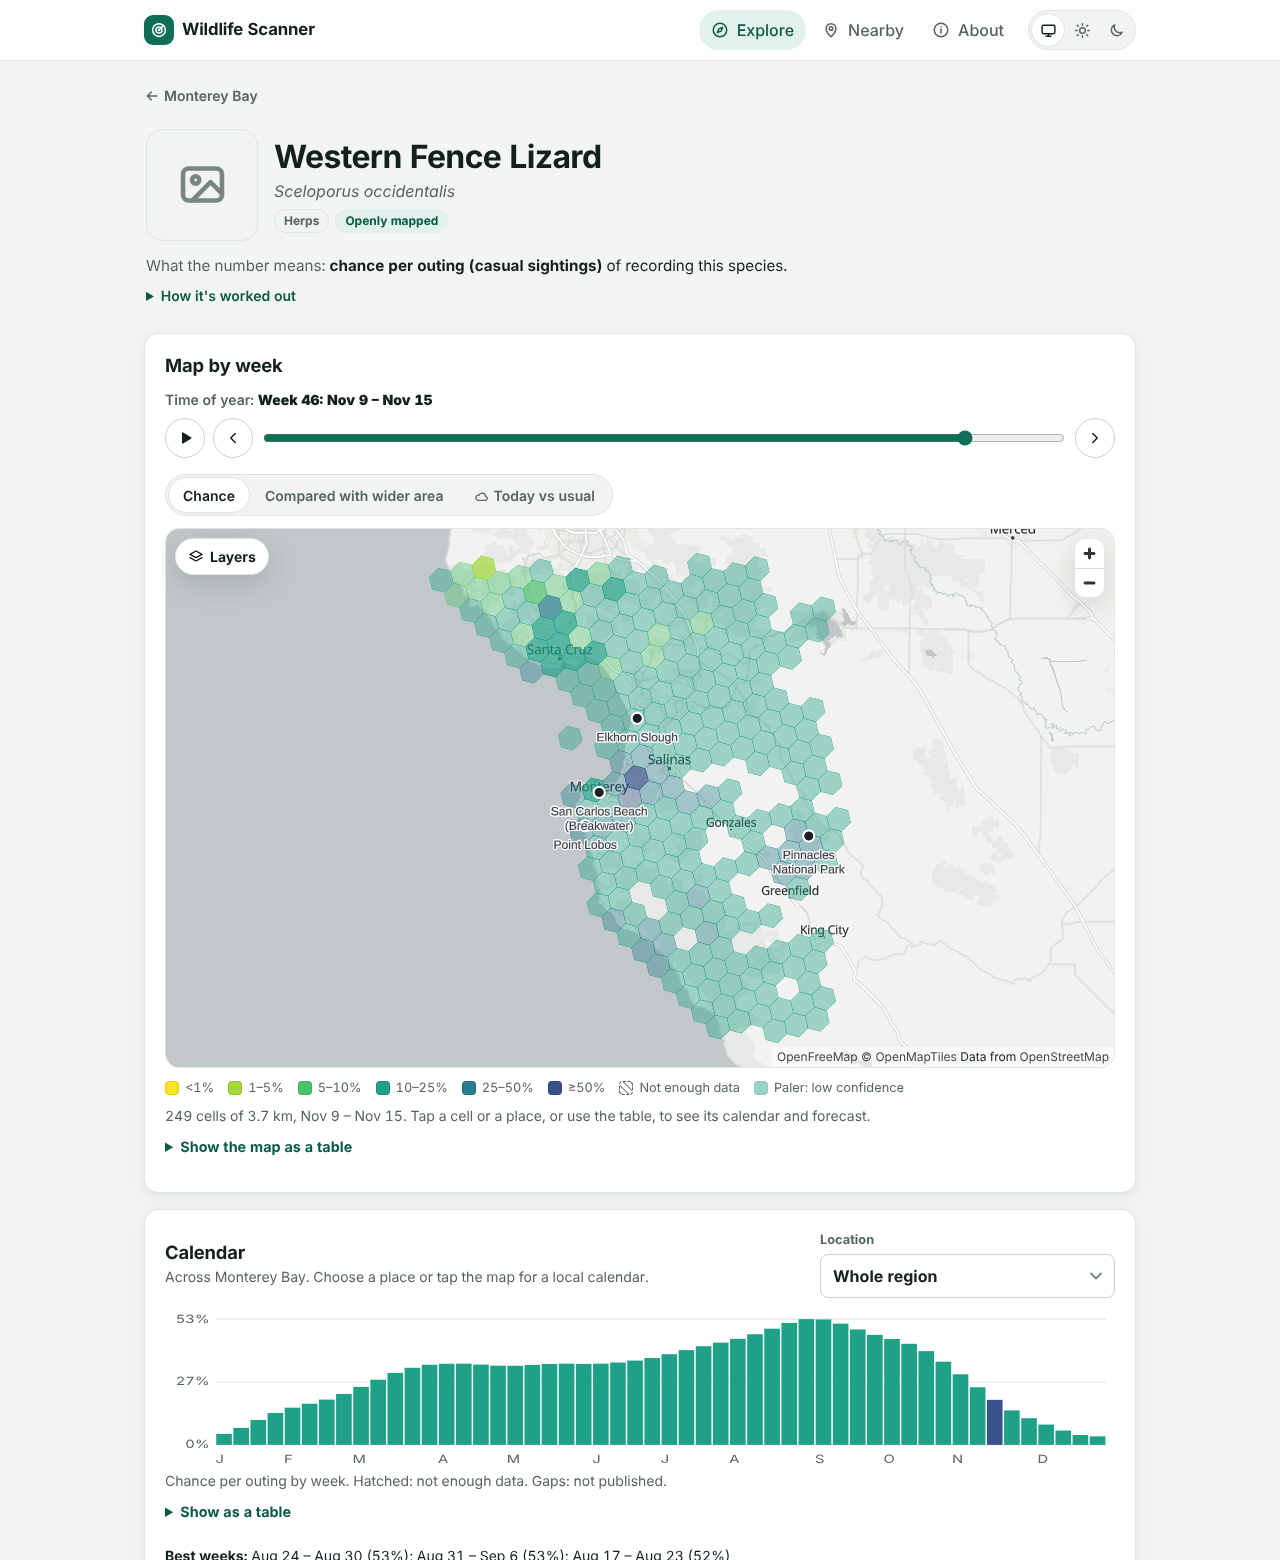 Wildlife Scanner
Explore
Nearby
About
← Monterey Bay
Western Fence Lizard
Sceloporus occidentalis
Herps
Openly mapped
What the number means: chance per outing (casual sightings) of recording this species.
How it's worked out
Map by week
Time of year: Week 46: Nov 9 – Nov 15
Chance
Compared with wider area
Today vs usual
Layers
Merced
+
−
Santa Cruz
Elkhorn Slough
Salinas
Monterey
San Carlos Beach
(Breakwater)
Point Lobos
Gonzales
Pinnacles
National Park
Greenfield
King City
OpenFreeMap © OpenMapTiles Data from OpenStreetMap
<1%
1–5%
5–10%
10–25%
25–50%
≥50%
Not enough data
Paler: low confidence
249 cells of 3.7 km, Nov 9 – Nov 15. Tap a cell or a place, or use the table, to see its calendar and forecast.
Show the map as a table
Calendar
Across Monterey Bay. Choose a place or tap the map for a local calendar.
Location
Whole region
53%
27%
0%
J F M A M J J A S O N D
Chance per outing by week. Hatched: not enough data. Gaps: not published.
Show as a table
Best weeks: Aug 24 – Aug 30 (53%); Aug 31 – Sep 6 (53%); Aug 17 – Aug 23 (52%)